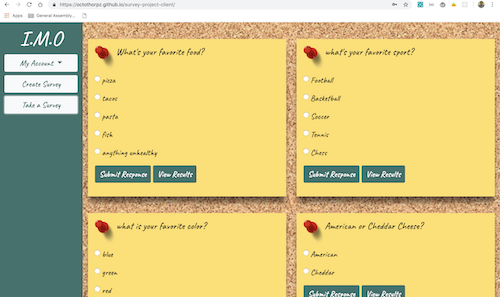 https://octothorpz.github.io/survey-project-client/
Apps
General Assembly...
I.M.O
My Account
Create Survey
Take a Survey
What's your favorite food?
pizza
tacos
pasta
fish
anything unhealthy
Submit Response
View Results
what's your favorite sport?
Football
Basketball
Soccer
Tennis
Chess
Submit Response
View Results
what is your favorite color?
blue
green
red
American or Cheddar Cheese?
American
Cheddar
Submit Response
View Results